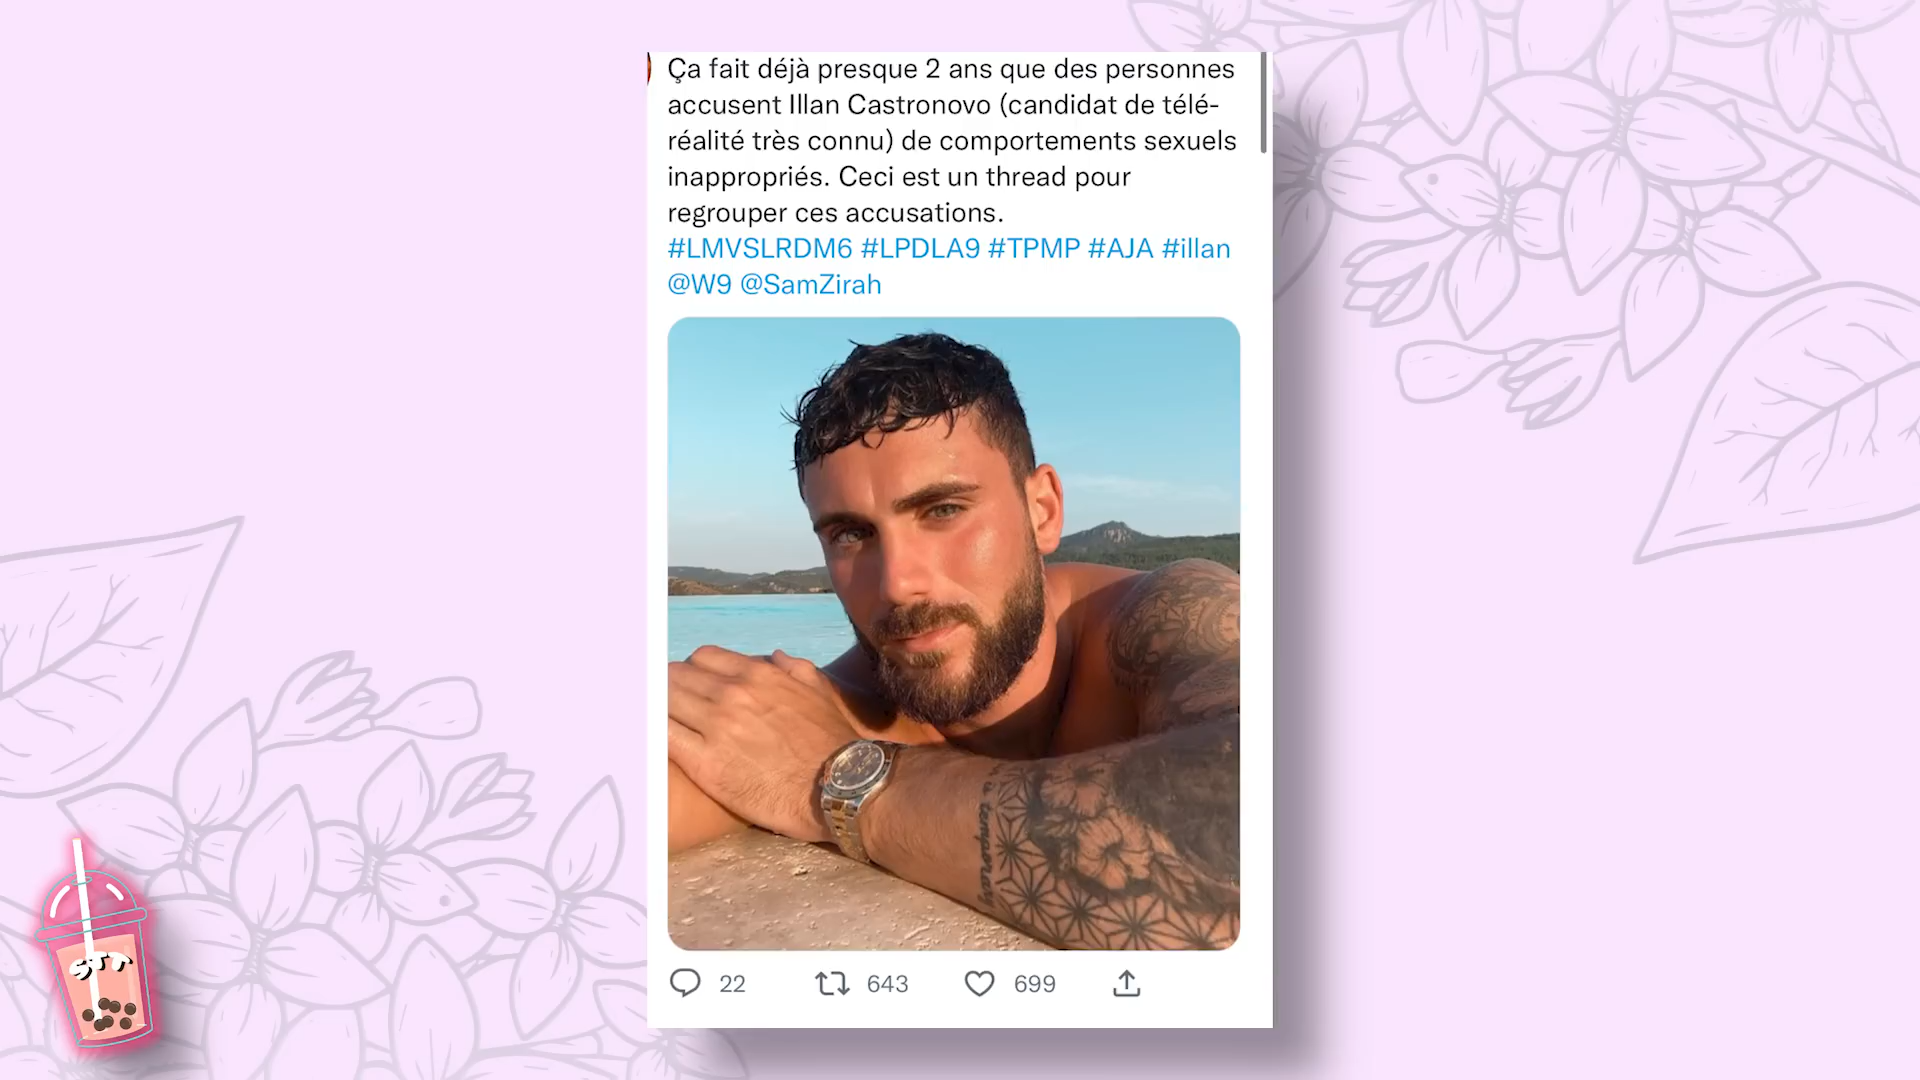 Ça fait déjà presque 2 ans que des personnes
accusent Illan Castronovo (candidat de télé-
réalité très connu) de comportements sexuels
inappropriés. Ceci est un thread pour
regrouper ces accusations.
#LMVSLRDM6 #LPDLA9 #TPMP #AJA #illan
@W9 @SamZirah
22 643 699
STT